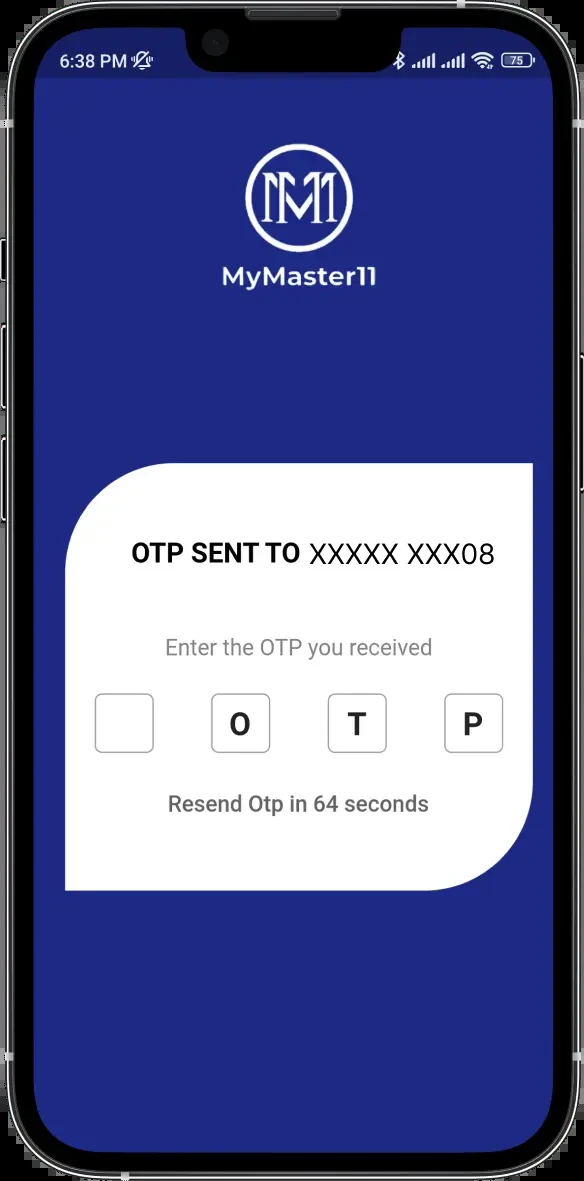 6:38 PM 75
MyMaster11
OTP SENT TO XXXXX XXX08
Enter the OTP you received
O T P
Resend Otp in 64 seconds